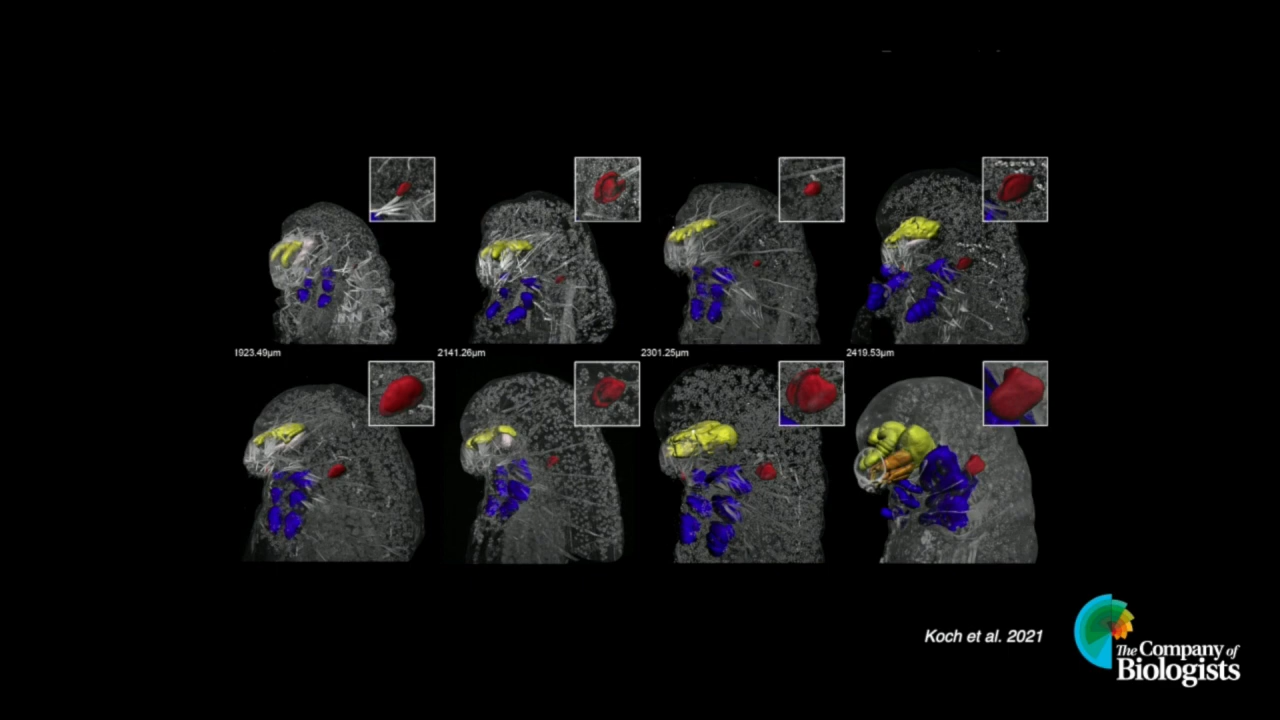 1923.49µm
2141.26µm
2301.25µm
2419.53µm
Koch et al. 2021
The Company of
Biologists